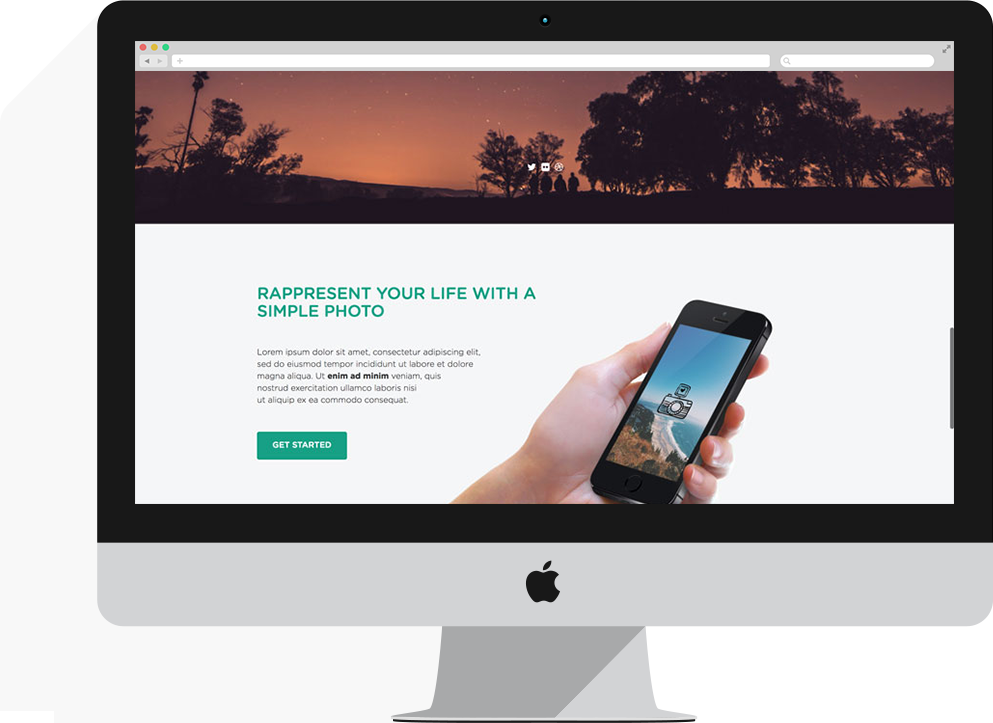 RAPPRESENT YOUR LIFE WITH A
SIMPLE PHOTO
Lorem ipsum dolor sit amet, consectetur adipiscing elit,
sed do eiusmod tempor incididunt ut labore et dolore
magna aliqua. Ut enim ad minim veniam, quis
nostrud exercitation ullamco laboris nisi
ut aliquip ex ea commodo consequat.
GET STARTED